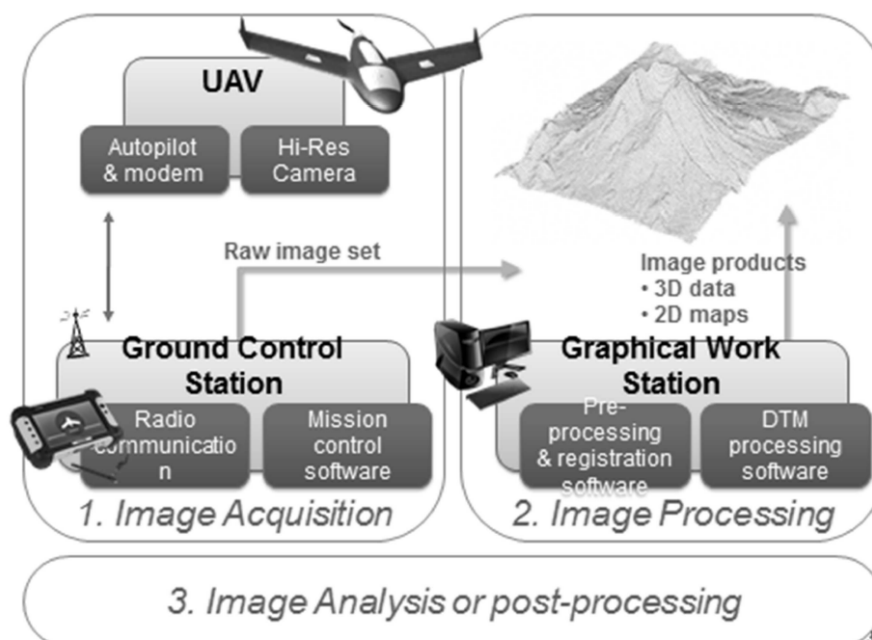 UAV
Autopilot
& modem
Hi-Res
Camera
Raw image set
Image products
• 3D data
• 2D maps
Ground Control
Station
Radio
communicatio
n
Mission
control
software
1. Image Acquisition
Graphical Work
Station
Pre-
processing
& registration
software
DTM
processing
software
2. Image Processing
3. Image Analysis or post-processing